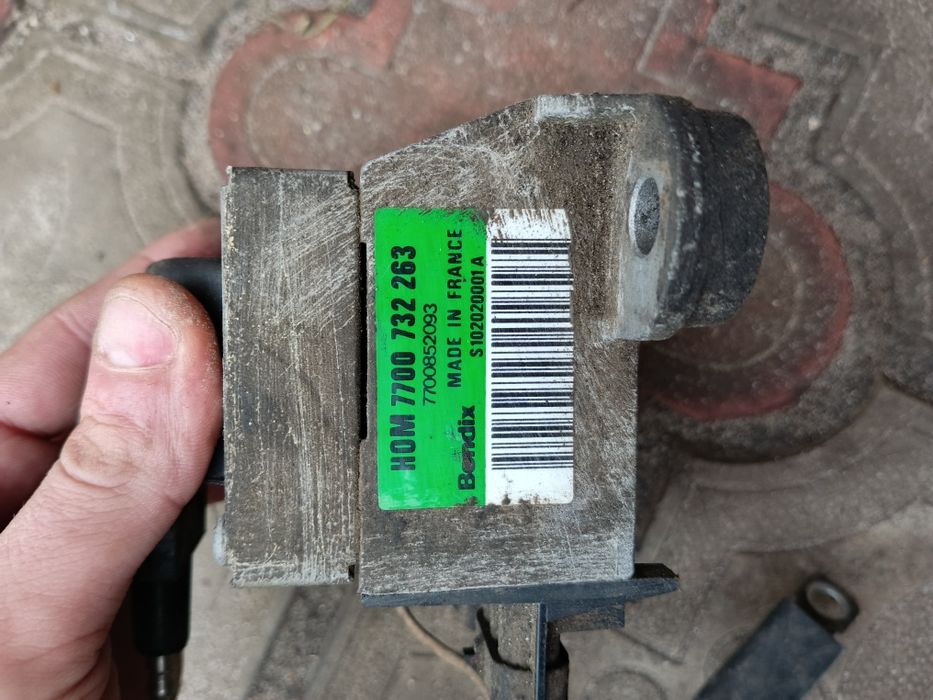 HOM 7700 732 263
7700852093
MADE IN FRANCE
Bendix
S102020001A